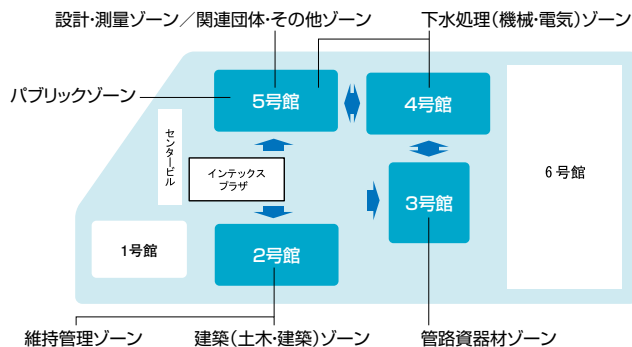 設計・測量ゾーン／関連団体・その他ゾーン
下水処理(機械・電気)ゾーン
パブリックゾーン
5号館
4号館
6号館
センタービル
インテックス
プラザ
3号館
1号館
2号館
維持管理ゾーン
建築(土木・建築)ゾーン
管路資器材ゾーン